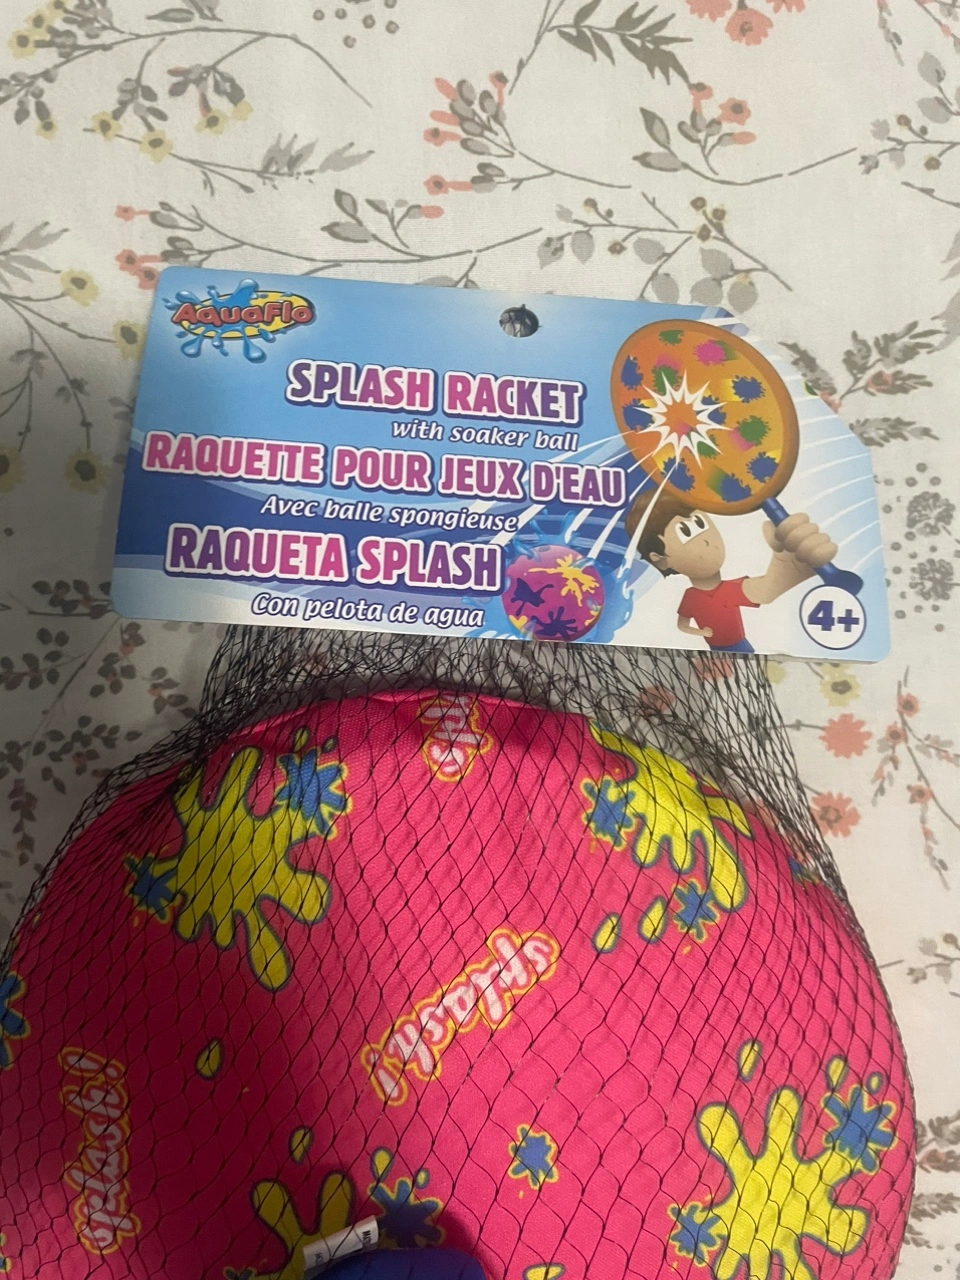 AquaFlo
SPLASH RACKET
with soaker ball
RAQUETTE POUR JEUX D'EAU
Avec balle spongieuse
RAQUETA SPLASH
Con pelota de agua
4+
splash!
splash!